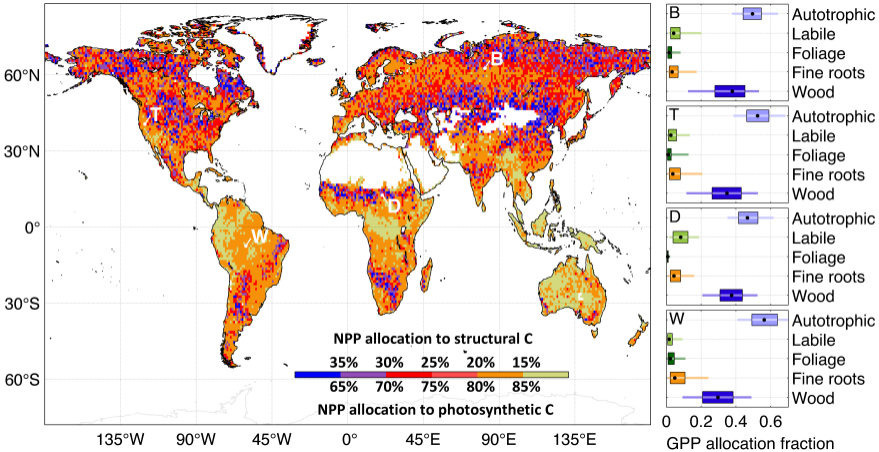 B
T
D
W
60°N
30°N
0°
30°S
60°S
135°W 90°W 45°W 0° 45°E 90°E 135°E
NPP allocation to structural C
35% 30% 25% 20% 15%
65% 70% 75% 80% 85%
NPP allocation to photosynthetic C
B
Autotrophic
Labile
Foliage
Fine roots
Wood
T
Autotrophic
Labile
Foliage
Fine roots
Wood
D
Autotrophic
Labile
Foliage
Fine roots
Wood
W
Autotrophic
Labile
Foliage
Fine roots
Wood
0 0.2 0.4 0.6
GPP allocation fraction